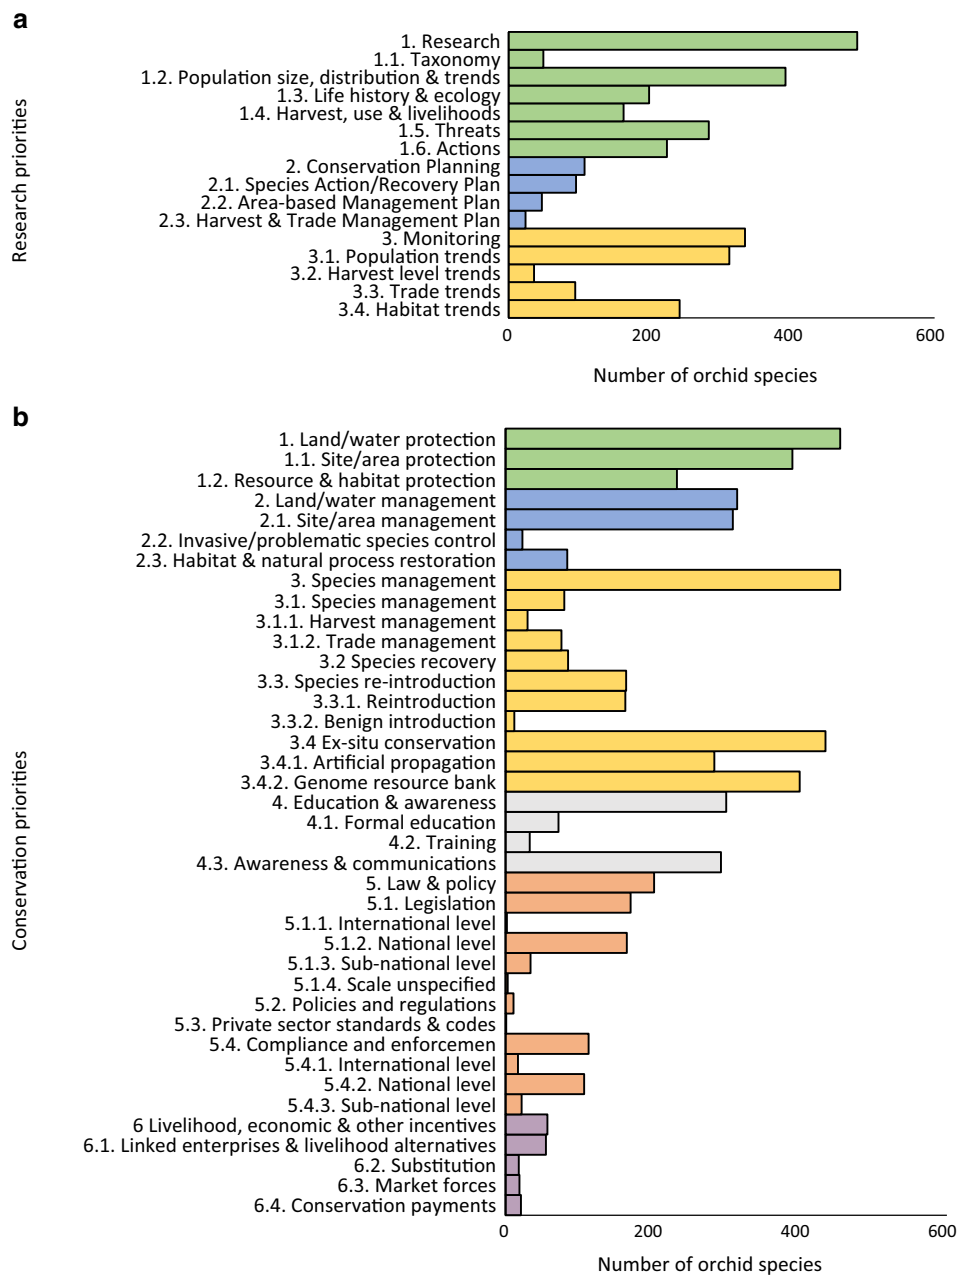 a
Research priorities
1. Research
1.1. Taxonomy
1.2. Population size, distribution & trends
1.3. Life history & ecology
1.4. Harvest, use & livelihoods
1.5. Threats
1.6. Actions
2. Conservation Planning
2.1. Species Action/Recovery Plan
2.2. Area-based Management Plan
2.3. Harvest & Trade Management Plan
3. Monitoring
3.1. Population trends
3.2. Harvest level trends
3.3. Trade trends
3.4. Habitat trends
0 200 400 600
Number of orchid species
b
Conservation priorities
1. Land/water protection
1.1. Site/area protection
1.2. Resource & habitat protection
2. Land/water management
2.1. Site/area management
2.2. Invasive/problematic species control
2.3. Habitat & natural process restoration
3. Species management
3.1. Species management
3.1.1. Harvest management
3.1.2. Trade management
3.2 Species recovery
3.3. Species re-introduction
3.3.1. Reintroduction
3.3.2. Benign introduction
3.4 Ex-situ conservation
3.4.1. Artificial propagation
3.4.2. Genome resource bank
4. Education & awareness
4.1. Formal education
4.2. Training
4.3. Awareness & communications
5. Law & policy
5.1. Legislation
5.1.1. International level
5.1.2. National level
5.1.3. Sub-national level
5.1.4. Scale unspecified
5.2. Policies and regulations
5.3. Private sector standards & codes
5.4. Compliance and enforcemen
5.4.1. International level
5.4.2. National level
5.4.3. Sub-national level
6 Livelihood, economic & other incentives
6.1. Linked enterprises & livelihood alternatives
6.2. Substitution
6.3. Market forces
6.4. Conservation payments
0 200 400 600
Number of orchid species